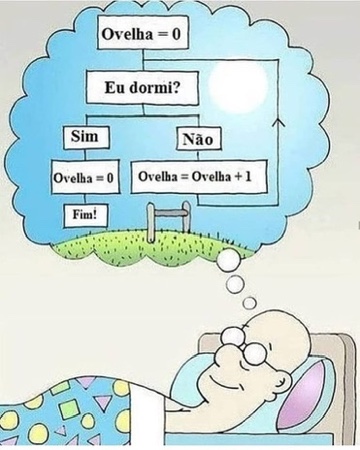 Ovelha = 0
Eu dormi?
Sim
Não
Ovelha = 0
Ovelha = Ovelha + 1
Fim!